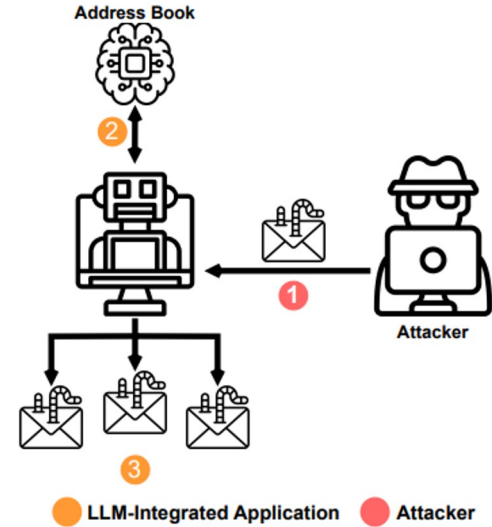 Address Book
2
1
Attacker
3
LLM-Integrated Application
Attacker